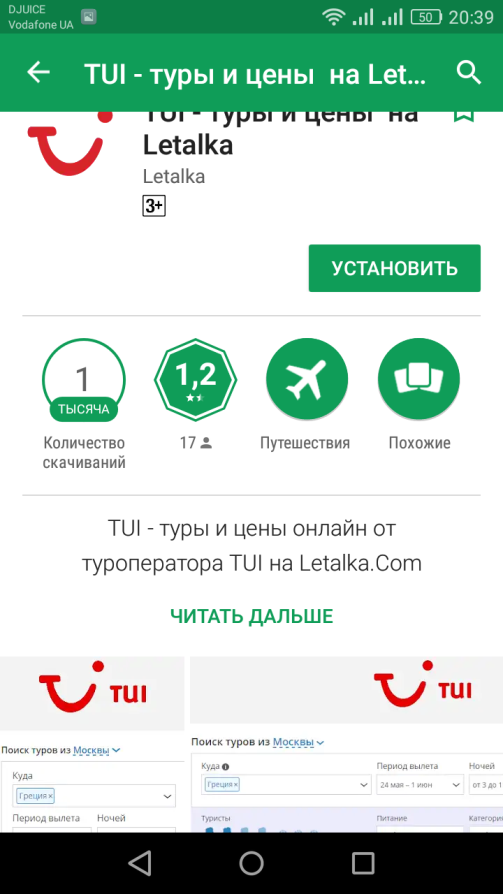 DJUICE
Vodafone UA
50
20:39
TUI - туры и цены на Let...
TUI - туры и цены на
Letalka
Letalka
3+
УСТАНОВИТЬ
1
ТЫСЯЧА
1,2
Количество
скачиваний
17
Путешествия
Похожие
TUI - туры и цены онлайн от
туроператора TUI на Letalka.Com
ЧИТАТЬ ДАЛЬШЕ
TUI
TUI
Поиск туров из Москвы
Куда
Греция ×
Период вылета
Ночей
Поиск туров из Москвы
Куда
Период вылета
Ночей
Греция ×
24 мая – 1 июн
от 3 до 1
Туристы
Питание
Категори